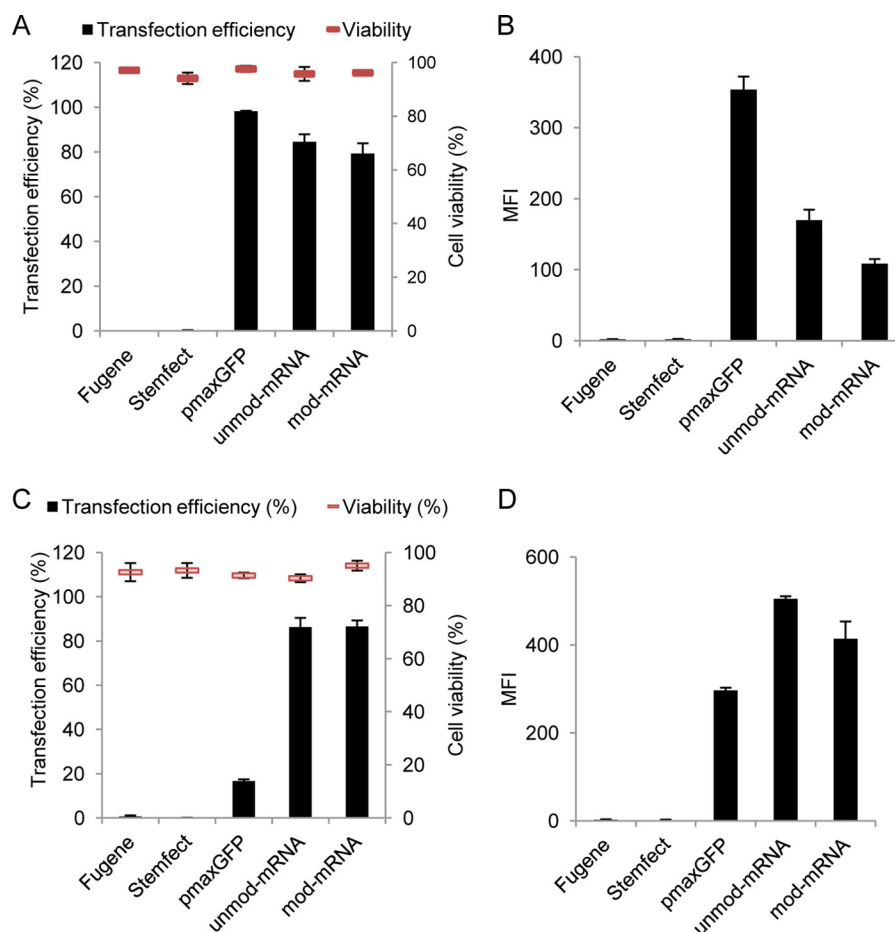 A
Transfection efficiency
Viability
Transfection efficiency (%)
120
100
80
60
40
20
0
100
80
60
40
20
0
Cell viability (%)
Fugene
Stemfect
pmaxGFP
unmod-mRNA
mod-mRNA
B
MFI
400
300
200
100
0
Fugene
Stemfect
pmaxGFP
unmod-mRNA
mod-mRNA
C
Transfection efficiency (%)
Viability (%)
Transfection efficiency (%)
120
100
80
60
40
20
0
100
80
60
40
20
0
Cell viability (%)
Fugene
Stemfect
pmaxGFP
unmod-mRNA
mod-mRNA
D
MFI
600
400
200
0
Fugene
Stemfect
pmaxGFP
unmod-mRNA
mod-mRNA